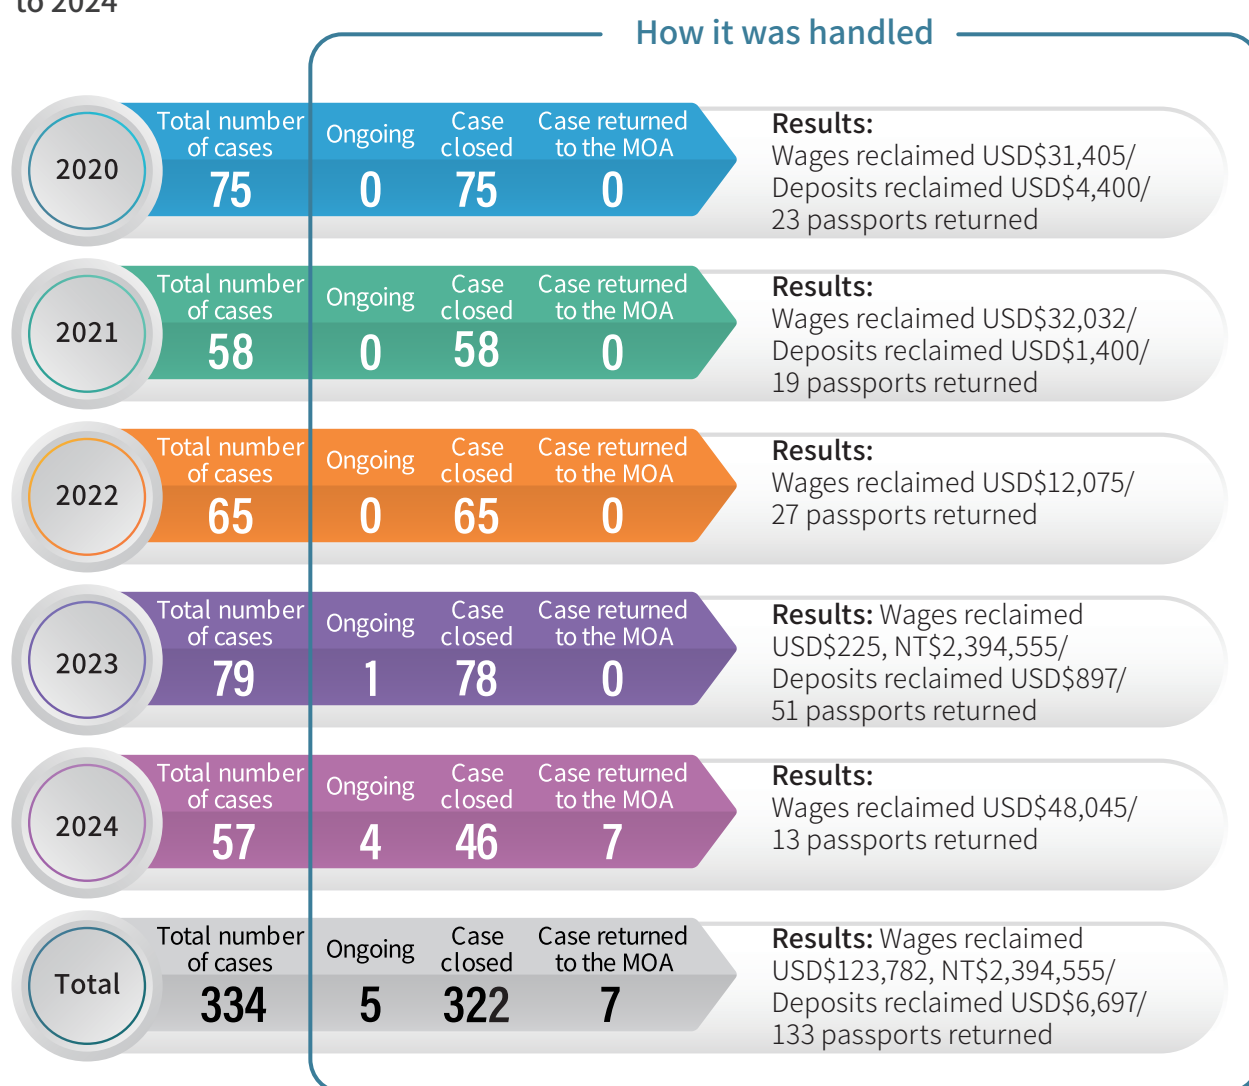 to 2024
How it was handled
2020
Total number
of cases
75
Ongoing
0
Case
closed
75
Case returned
to the MOA
0
Results:
Wages reclaimed USD$31,405/
Deposits reclaimed USD$4,400/
23 passports returned
2021
Total number
of cases
58
Ongoing
0
Case
closed
58
Case returned
to the MOA
0
Results:
Wages reclaimed USD$32,032/
Deposits reclaimed USD$1,400/
19 passports returned
2022
Total number
of cases
65
Ongoing
0
Case
closed
65
Case returned
to the MOA
0
Results:
Wages reclaimed USD$12,075/
27 passports returned
2023
Total number
of cases
79
Ongoing
1
Case
closed
78
Case returned
to the MOA
0
Results: Wages reclaimed
USD$225, NT$2,394,555/
Deposits reclaimed USD$897/
51 passports returned
2024
Total number
of cases
57
Ongoing
4
Case
closed
46
Case returned
to the MOA
7
Results:
Wages reclaimed USD$48,045/
13 passports returned
Total
Total number
of cases
334
Ongoing
5
Case
closed
322
Case returned
to the MOA
7
Results: Wages reclaimed
USD$123,782, NT$2,394,555/
Deposits reclaimed USD$6,697/
133 passports returned